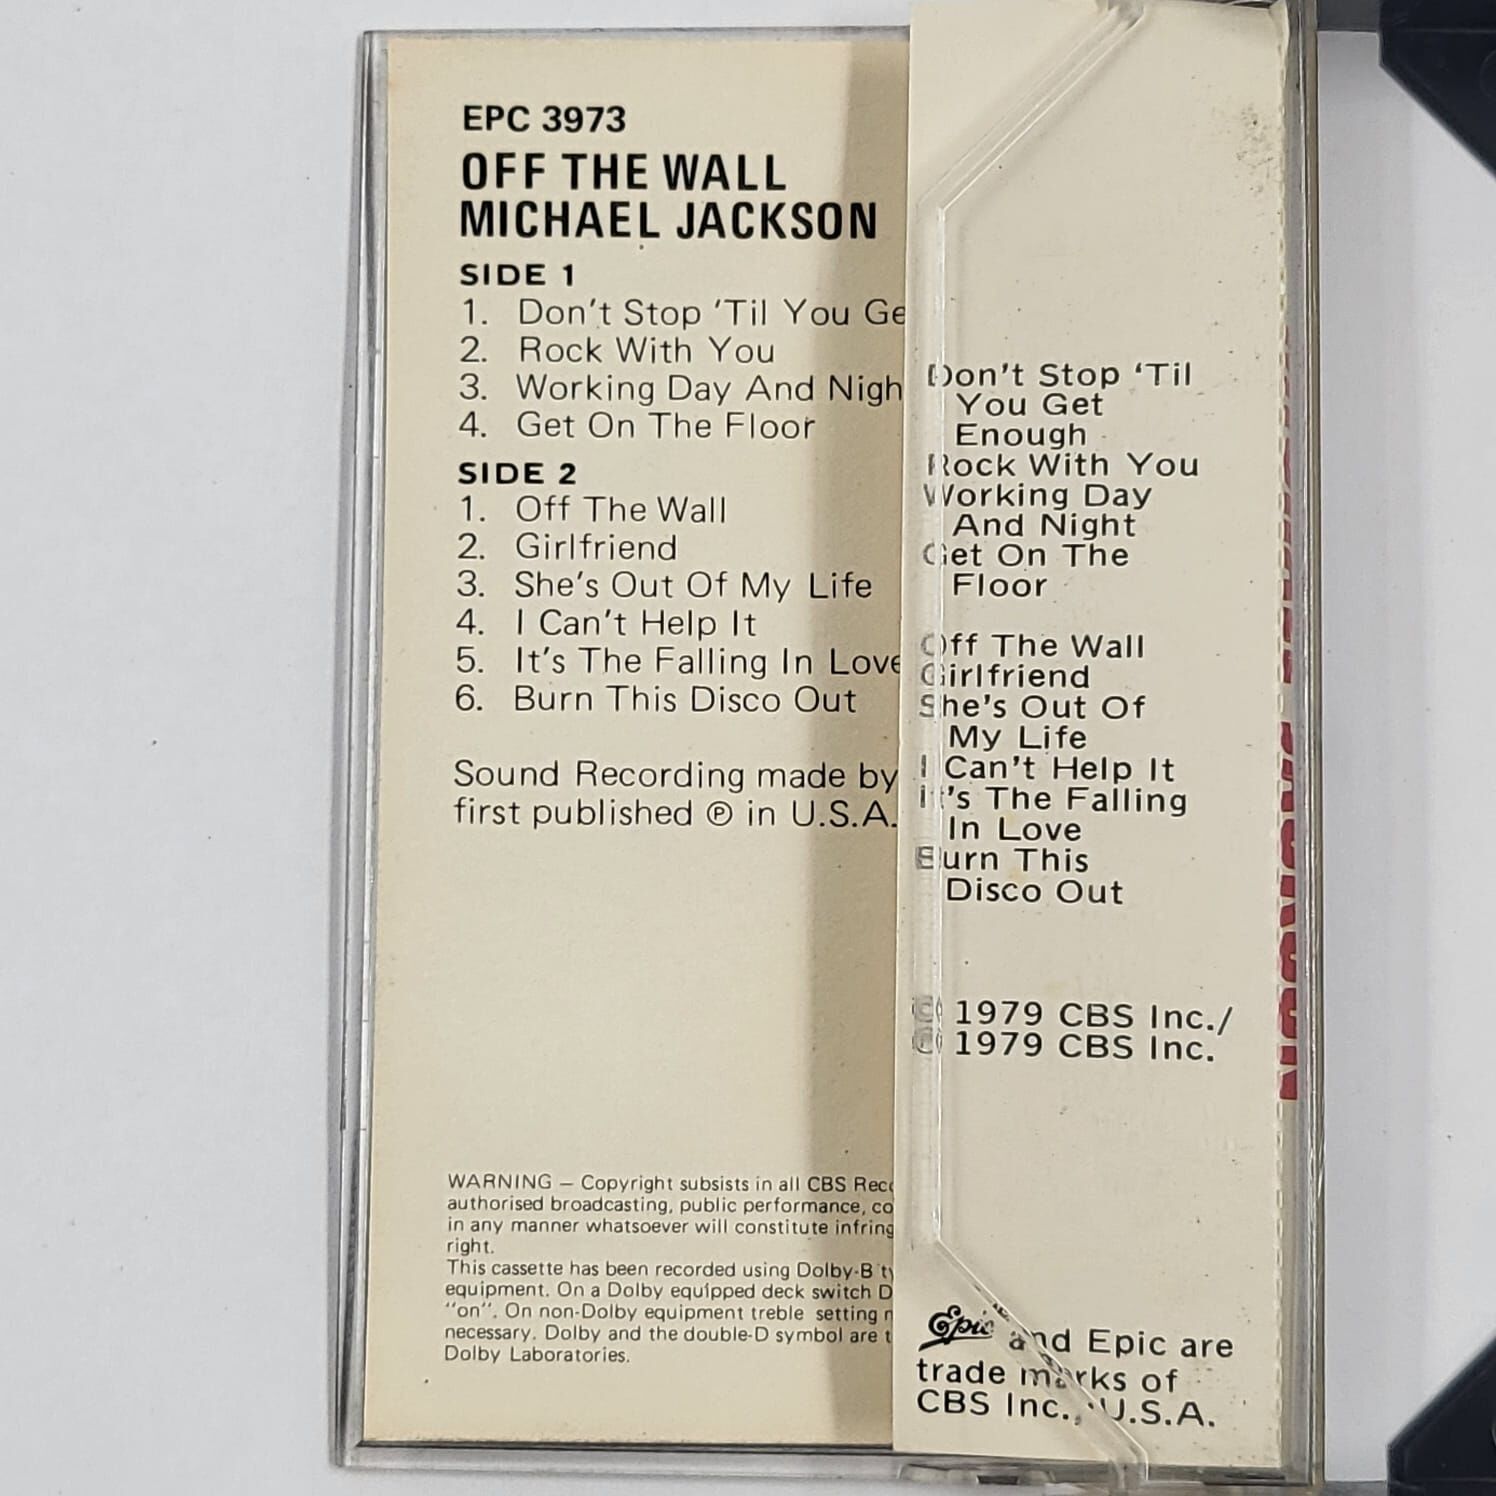 EPC 3973
OFF THE WALL
MICHAEL JACKSON
SIDE 1
1. Don't Stop 'Til You Ge
2. Rock With You
3. Working Day And Nigh
4. Get On The Floor
SIDE 2
1. Off The Wall
2. Girlfriend
3. She's Out Of My Life
4. I Can't Help It
5. It's The Falling In Love
6. Burn This Disco Out
Sound Recording made by
first published ℗ in U.S.A.
WARNING – Copyright subsists in all CBS Rec
authorised broadcasting, public performance, co
in any manner whatsoever will constitute infring
right.
This cassette has been recorded using Dolby-B ty
equipment. On a Dolby equipped deck switch D
"on". On non-Dolby equipment treble setting
necessary. Dolby and the double-D symbol are t
Dolby Laboratories.
Don't Stop 'Til
You Get
Enough
Rock With You
Working Day
And Night
Get On The
Floor
Off The Wall
Girlfriend
She's Out Of
My Life
I Can't Help It
It's The Falling
In Love
Burn This
Disco Out
1979 CBS Inc./
1979 CBS Inc.
Epic and Epic are
trade marks of
CBS Inc., U.S.A.